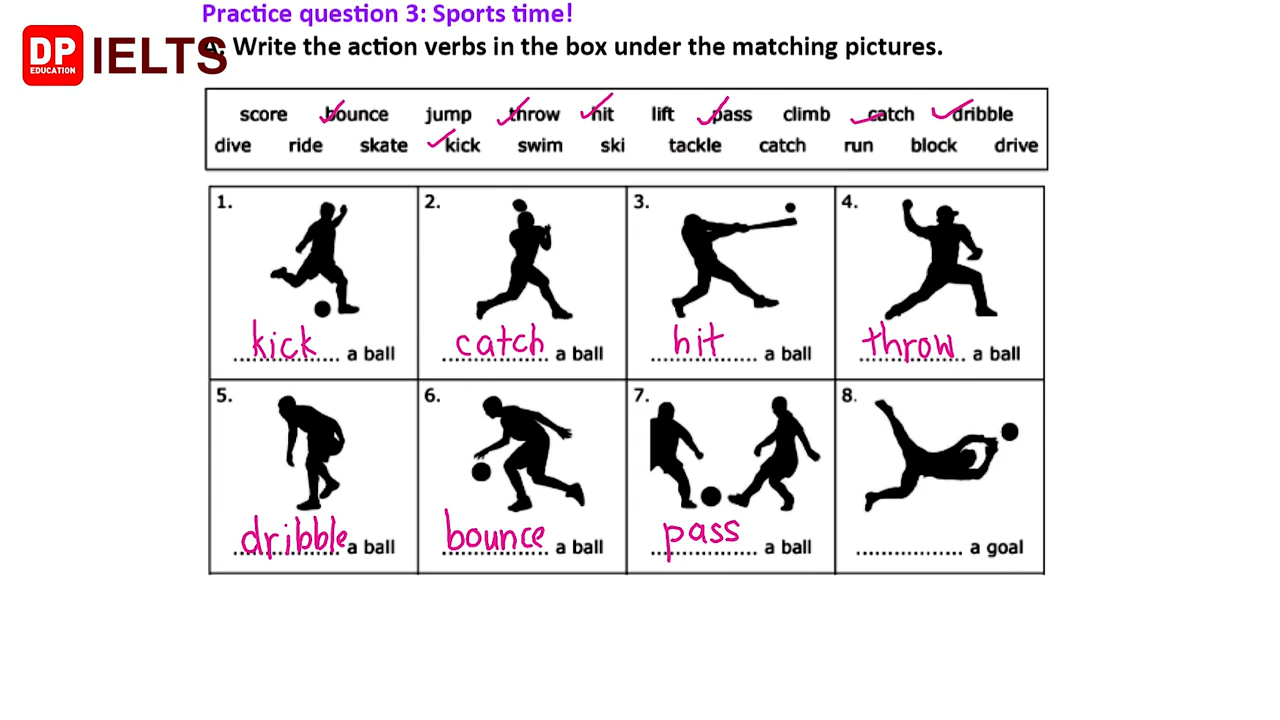 Practice question 3: Sports time!
DP
EDUCATION
IELTS
A. Write the action verbs in the box under the matching pictures.
score bounce jump throw hit lift pass climb catch dribble
dive ride skate kick swim ski tackle catch run block drive
1. 2. 3. 4.
kick a ball catch a ball hit a ball throw a ball
5. 6. 7. 8.
dribble a ball bounce a ball pass a ball ................. a goal